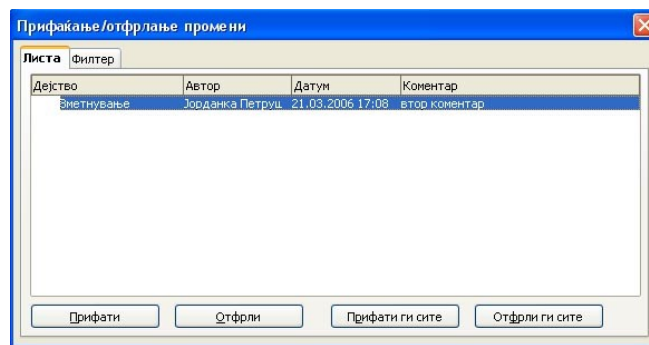 Прифаќање/отфрлање промени
Листа Филтер
Дејство Автор Датум Коментар
Вметнување Јорданка Петруц 21.03.2006 17:08 втор коментар
Прифати Отфрли Прифати ги сите Отфрли ги сите